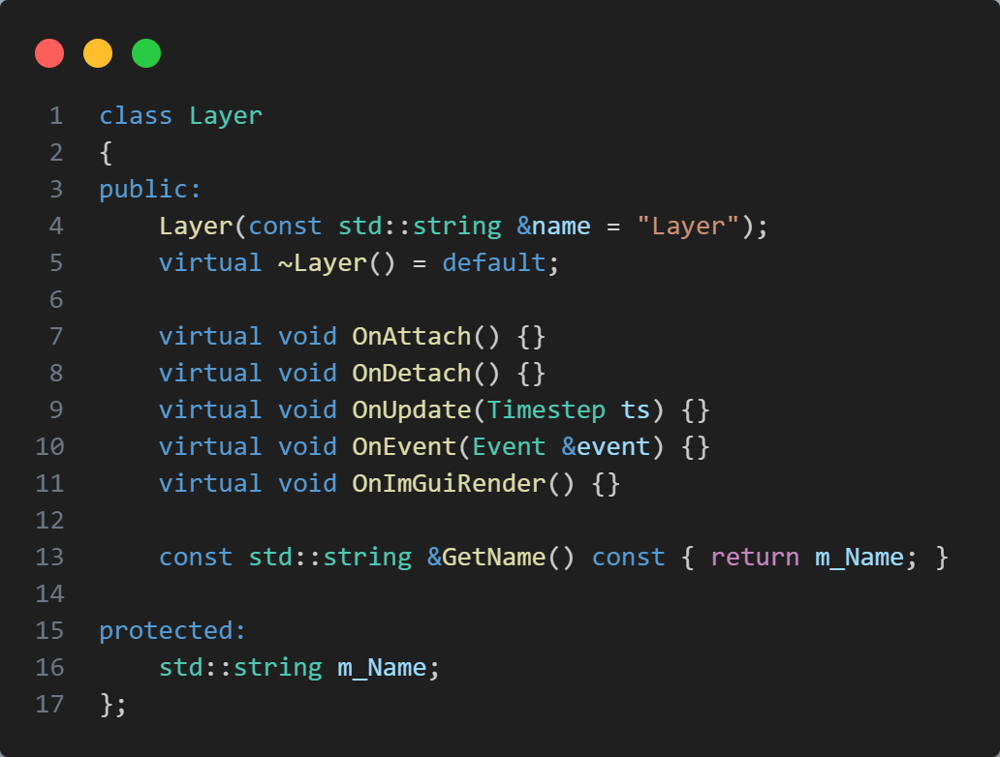 1 class Layer
2 {
3 public:
4     Layer(const std::string &name = "Layer");
5     virtual ~Layer() = default;
6
7     virtual void OnAttach() {}
8     virtual void OnDetach() {}
9     virtual void OnUpdate(Timestep ts) {}
10     virtual void OnEvent(Event &event) {}
11     virtual void OnImGuiRender() {}
12
13     const std::string &GetName() const { return m_Name; }
14
15 protected:
16     std::string m_Name;
17 };